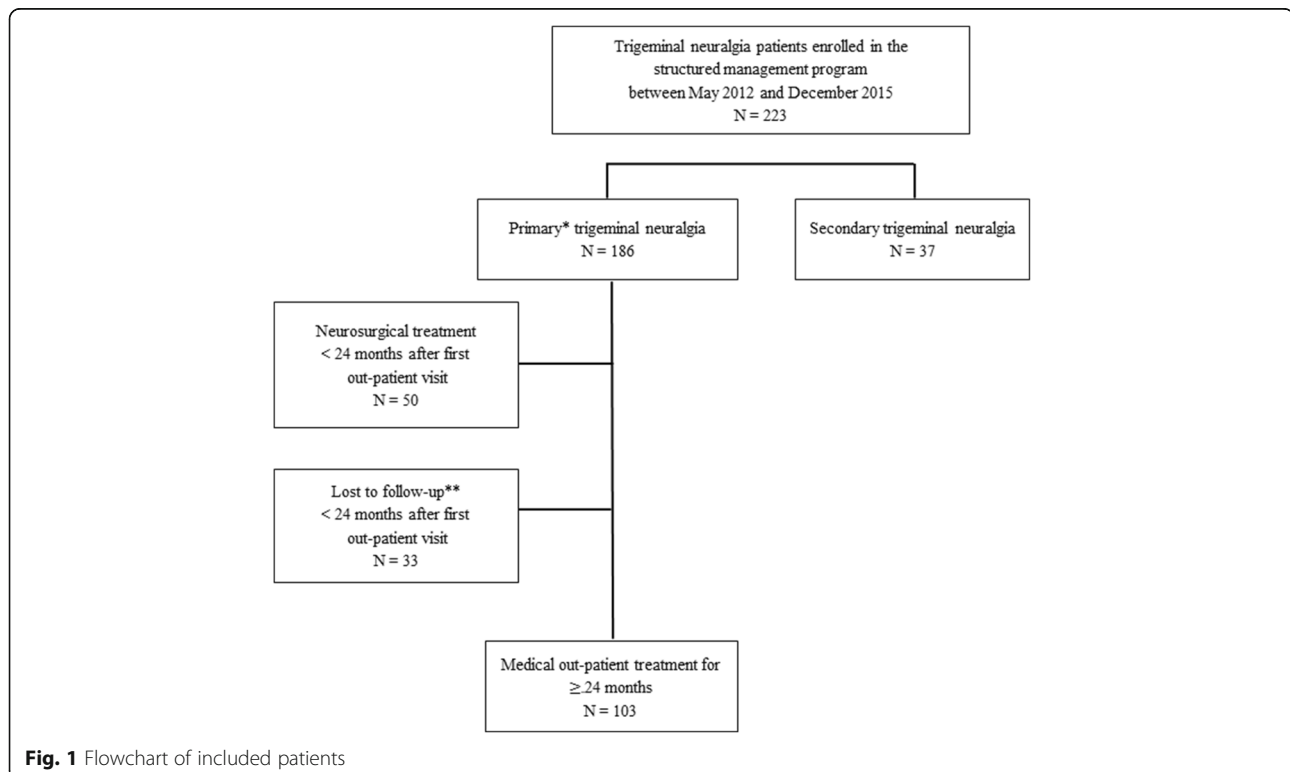 Trigeminal neuralgia patients enrolled in the
structured management program
between May 2012 and December 2015
N = 223
Primary* trigeminal neuralgia
N = 186
Secondary trigeminal neuralgia
N = 37
Neurosurgical treatment
< 24 months after first
out-patient visit
N = 50
Lost to follow-up**
< 24 months after first
out-patient visit
N = 33
Medical out-patient treatment for
≥.24 months
N = 103
Fig. 1 Flowchart of included patients